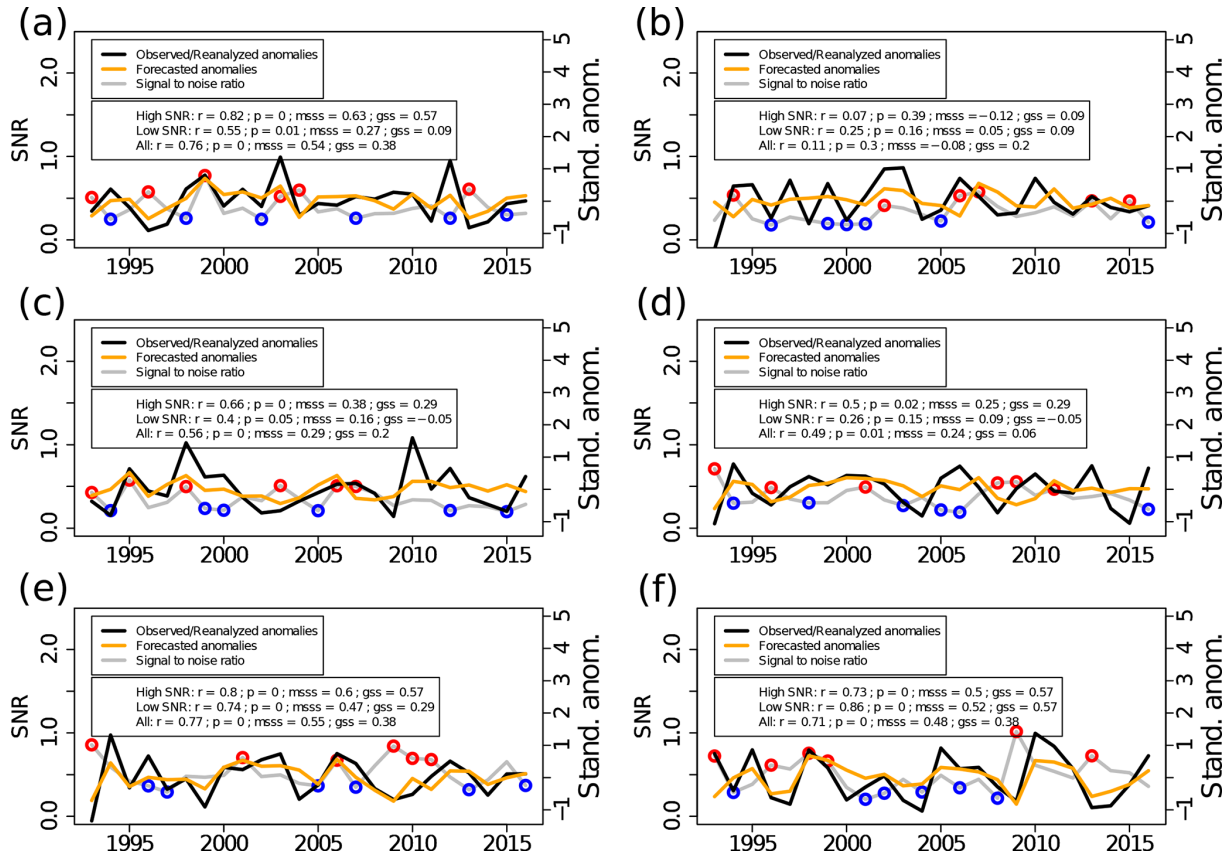 (a)
SNR
2.0
1.0
0.0
Observed/Reanalyzed anomalies
Forecasted anomalies
Signal to noise ratio
High SNR: r = 0.82 ; p = 0 ; msss = 0.63 ; gss = 0.57
Low SNR: r = 0.55 ; p = 0.01 ; msss = 0.27 ; gss = 0.09
All: r = 0.76 ; p = 0 ; msss = 0.54 ; gss = 0.38
5
4
3
2
1
0
−1
Stand. anom.
1995 2000 2005 2010 2015
(b)
SNR
2.0
1.0
0.0
Observed/Reanalyzed anomalies
Forecasted anomalies
Signal to noise ratio
High SNR: r = 0.07 ; p = 0.39 ; msss =−0.12 ; gss = 0.09
Low SNR: r = 0.25 ; p = 0.16 ; msss = 0.05 ; gss = 0.09
All: r = 0.11 ; p = 0.3 ; msss =−0.08 ; gss = 0.2
5
4
3
2
1
0
−1
Stand. anom.
1995 2000 2005 2010 2015
(c)
SNR
2.0
1.0
0.0
Observed/Reanalyzed anomalies
Forecasted anomalies
Signal to noise ratio
High SNR: r = 0.66 ; p = 0 ; msss = 0.38 ; gss = 0.29
Low SNR: r = 0.4 ; p = 0.05 ; msss = 0.16 ; gss =−0.05
All: r = 0.56 ; p = 0 ; msss = 0.29 ; gss = 0.2
5
4
3
2
1
0
−1
Stand. anom.
1995 2000 2005 2010 2015
(d)
SNR
2.0
1.0
0.0
Observed/Reanalyzed anomalies
Forecasted anomalies
Signal to noise ratio
High SNR: r = 0.5 ; p = 0.02 ; msss = 0.25 ; gss = 0.29
Low SNR: r = 0.26 ; p = 0.15 ; msss = 0.09 ; gss =−0.05
All: r = 0.49 ; p = 0.01 ; msss = 0.24 ; gss = 0.06
5
4
3
2
1
0
−1
Stand. anom.
1995 2000 2005 2010 2015
(e)
SNR
2.0
1.0
0.0
Observed/Reanalyzed anomalies
Forecasted anomalies
Signal to noise ratio
High SNR: r = 0.8 ; p = 0 ; msss = 0.6 ; gss = 0.57
Low SNR: r = 0.74 ; p = 0 ; msss = 0.47 ; gss = 0.29
All: r = 0.77 ; p = 0 ; msss = 0.55 ; gss = 0.38
5
4
3
2
1
0
−1
Stand. anom.
1995 2000 2005 2010 2015
(f)
SNR
2.0
1.0
0.0
Observed/Reanalyzed anomalies
Forecasted anomalies
Signal to noise ratio
High SNR: r = 0.73 ; p = 0 ; msss = 0.5 ; gss = 0.57
Low SNR: r = 0.86 ; p = 0 ; msss = 0.52 ; gss = 0.57
All: r = 0.71 ; p = 0 ; msss = 0.48 ; gss = 0.38
5
4
3
2
1
0
−1
Stand. anom.
1995 2000 2005 2010 2015